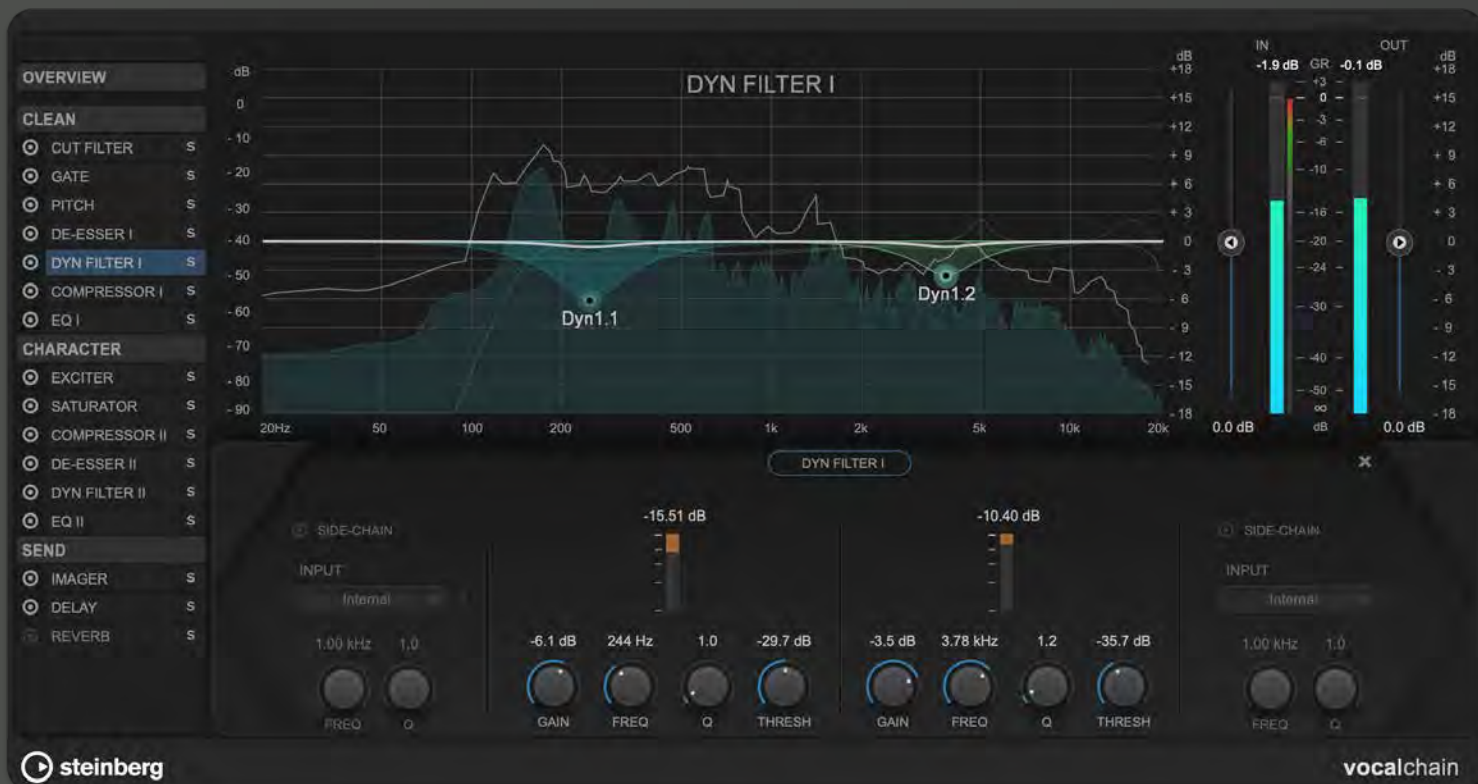 OVERVIEW
CLEAN
CUT FILTER S
GATE S
PITCH S
DE-ESSER I S
DYN FILTER I S
COMPRESSOR I S
EQ I S
CHARACTER
EXCITER S
SATURATOR S
COMPRESSOR II S
DE-ESSER II S
DYN FILTER II S
EQ II S
SEND
IMAGER S
DELAY S
REVERB S
DYN FILTER I
dB
0
- 10
- 20
- 30
- 40
- 50
- 60
- 70
- 80
- 90
Dyn1.1
Dyn1.2
20Hz 50 100 200 500 1k 2k 5k 10k 20k
dB
+18
+15
+12
+ 9
+ 6
+ 3
0
- 3
- 6
- 9
- 12
- 15
- 18
IN OUT
-1.9 dB GR -0.1 dB
+3
0
-3
-6
-10
-16
-20
-24
-30
-40
-50
∞
dB
0.0 dB 0.0 dB
dB
+18
+15
+12
+ 9
+ 6
+ 3
0
- 3
- 6
- 9
- 12
- 15
- 18
DYN FILTER I
SIDE-CHAIN
INPUT
Internal
1.00 kHz 1.0
FREQ Q
-15.51 dB
-6.1 dB 244 Hz 1.0 -29.7 dB
GAIN FREQ Q THRESH
-10.40 dB
-3.5 dB 3.78 kHz 1.2 -35.7 dB
GAIN FREQ Q THRESH
SIDE-CHAIN
INPUT
Internal
1.00 kHz 1.0
FREQ Q
steinberg
vocalchain